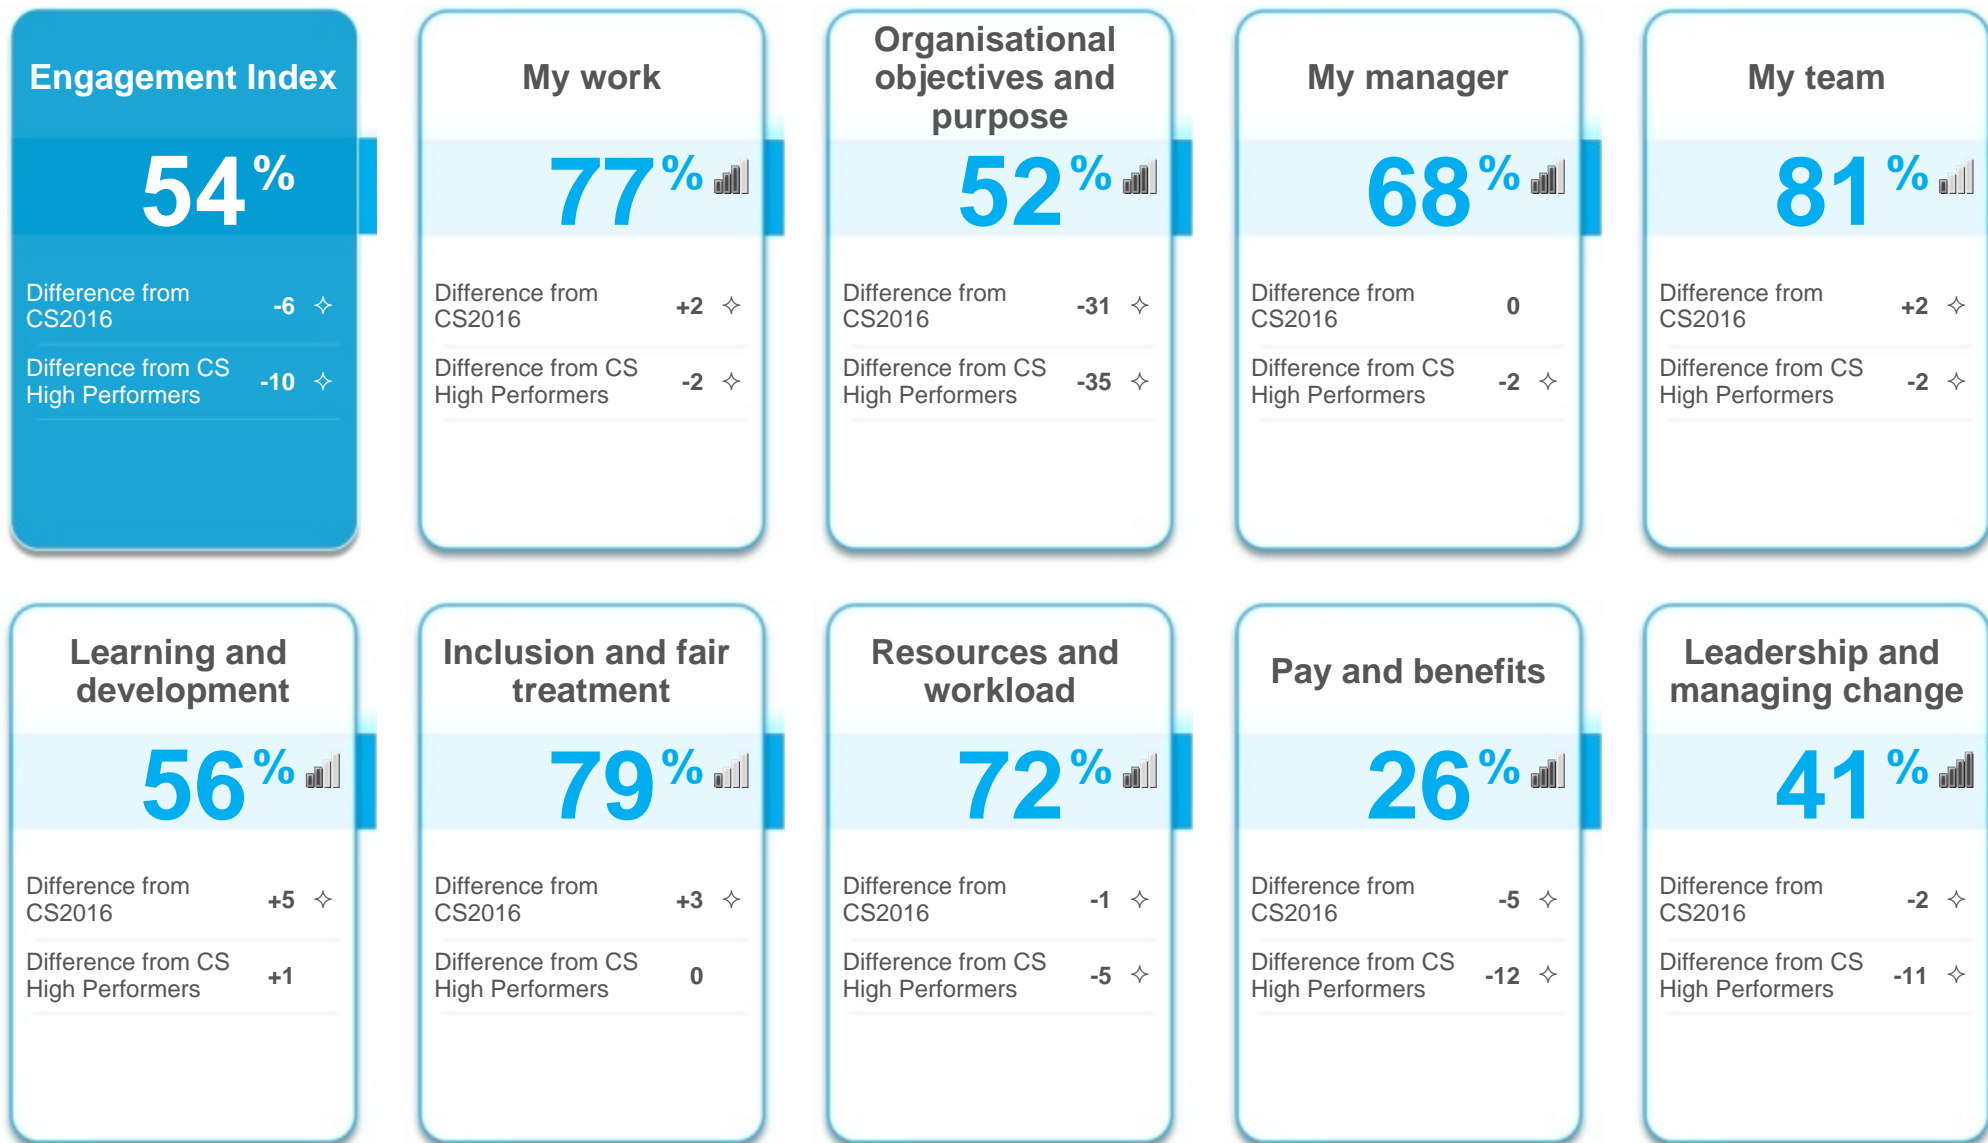 Engagement Index
54%
Difference from
CS2016
-6 ✧
Difference from CS
High Performers
-10 ✧
My work
77%
Difference from
CS2016
+2 ✧
Difference from CS
High Performers
-2 ✧
Organisational
objectives and
purpose
52%
Difference from
CS2016
-31 ✧
Difference from CS
High Performers
-35 ✧
My manager
68%
Difference from
CS2016
0
Difference from CS
High Performers
-2 ✧
My team
81%
Difference from
CS2016
+2 ✧
Difference from CS
High Performers
-2 ✧
Learning and
development
56%
Difference from
CS2016
+5 ✧
Difference from CS
High Performers
+1
Inclusion and fair
treatment
79%
Difference from
CS2016
+3 ✧
Difference from CS
High Performers
0
Resources and
workload
72%
Difference from
CS2016
-1 ✧
Difference from CS
High Performers
-5 ✧
Pay and benefits
26%
Difference from
CS2016
-5 ✧
Difference from CS
High Performers
-12 ✧
Leadership and
managing change
41%
Difference from
CS2016
-2 ✧
Difference from CS
High Performers
-11 ✧